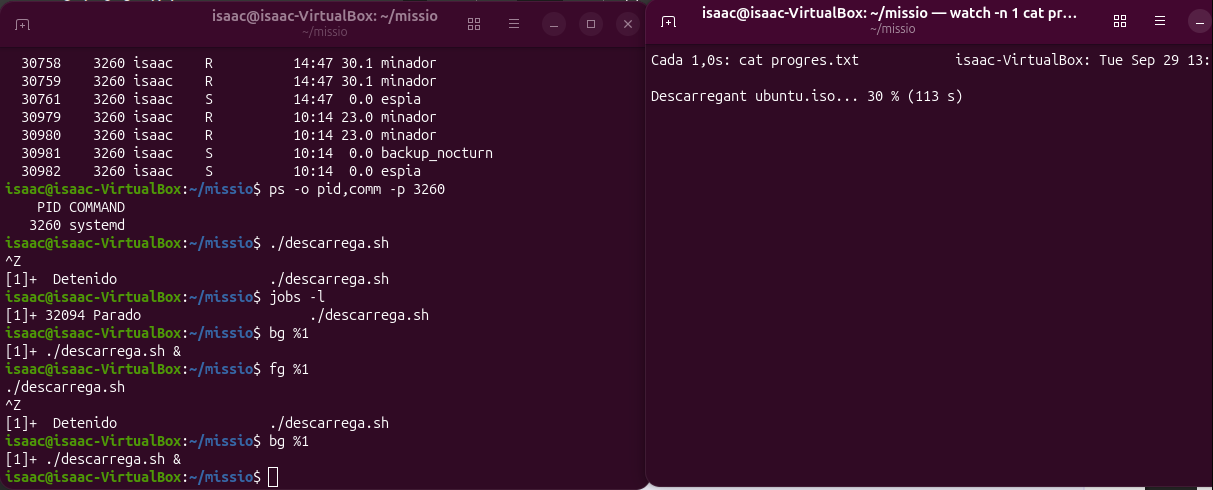 isaac@isaac-VirtualBox: ~/missio
~/missio
30758 3260 isaac R 14:47 30.1 minador
30759 3260 isaac R 14:47 30.1 minador
30761 3260 isaac S 14:47 0.0 espia
30979 3260 isaac R 10:14 23.0 minador
30980 3260 isaac R 10:14 23.0 minador
30981 3260 isaac S 10:14 0.0 backup_nocturn
30982 3260 isaac S 10:14 0.0 espia
isaac@isaac-VirtualBox:~/missio$ ps -o pid,comm -p 3260
PID COMMAND
3260 systemd
isaac@isaac-VirtualBox:~/missio$ ./descarrega.sh
^Z
[1]+  Detenido                   ./descarrega.sh
isaac@isaac-VirtualBox:~/missio$ jobs -l
[1]+ 32094 Parado                     ./descarrega.sh
isaac@isaac-VirtualBox:~/missio$ bg %1
[1]+ ./descarrega.sh &
isaac@isaac-VirtualBox:~/missio$ fg %1
./descarrega.sh
^Z
[1]+  Detenido                   ./descarrega.sh
isaac@isaac-VirtualBox:~/missio$ bg %1
[1]+ ./descarrega.sh &
isaac@isaac-VirtualBox:~/missio$
isaac@isaac-VirtualBox: ~/missio — watch -n 1 cat pr…
~/missio
Cada 1,0s: cat progres.txt            isaac-VirtualBox: Tue Sep 29 13:
Descarregant ubuntu.iso... 30 % (113 s)